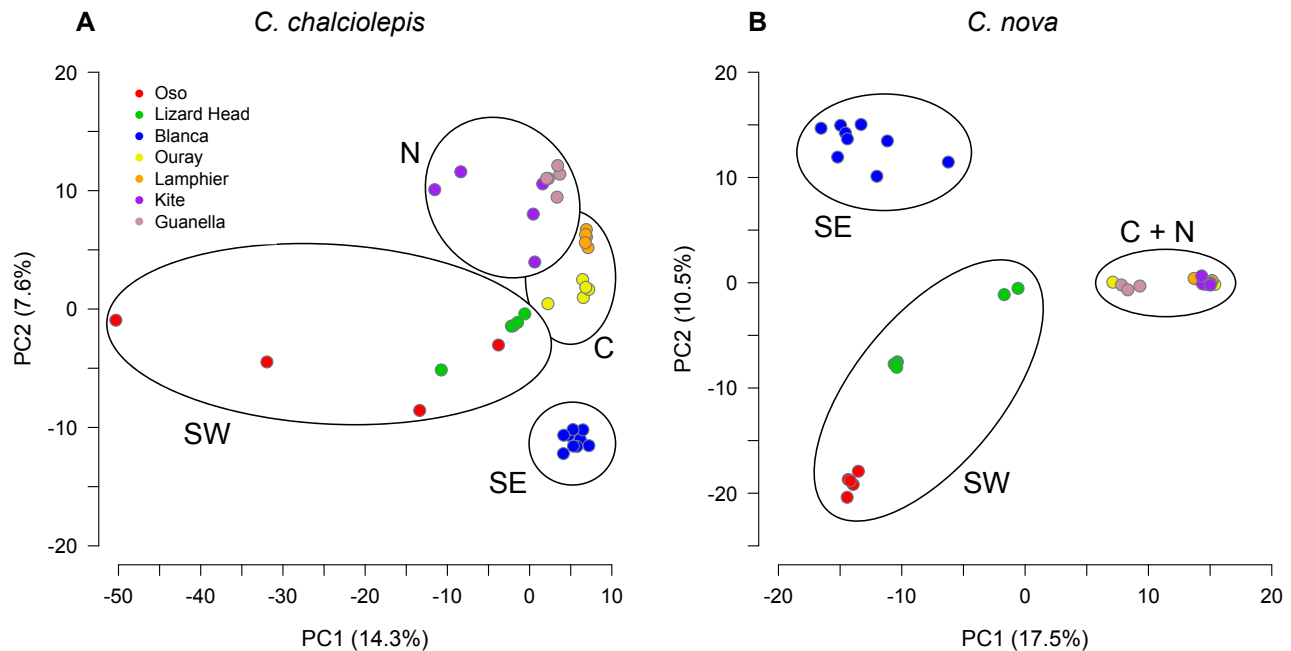 A
C. chalciolepis
20
10
0
-10
-20
PC2 (7.6%)
Oso
Lizard Head
Blanca
Ouray
Lamphier
Kite
Guanella
N
C
SW
SE
-50
-40
-30
-20
-10
0
10
PC1 (14.3%)
B
C. nova
20
15
10
5
0
-10
-20
PC2 (10.5%)
SE
C + N
SW
-20
-10
0
10
20
PC1 (17.5%)